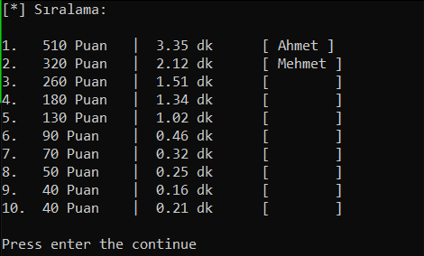 [*] Sıralama:
1. 510 Puan | 3.35 dk [ Ahmet ]
2. 320 Puan | 2.12 dk [ Mehmet ]
3. 260 Puan | 1.51 dk [ ]
4. 180 Puan | 1.34 dk [ ]
5. 130 Puan | 1.02 dk [ ]
6. 90 Puan | 0.46 dk [ ]
7. 70 Puan | 0.32 dk [ ]
8. 50 Puan | 0.25 dk [ ]
9. 40 Puan | 0.16 dk [ ]
10. 40 Puan | 0.21 dk [ ]
Press enter the continue